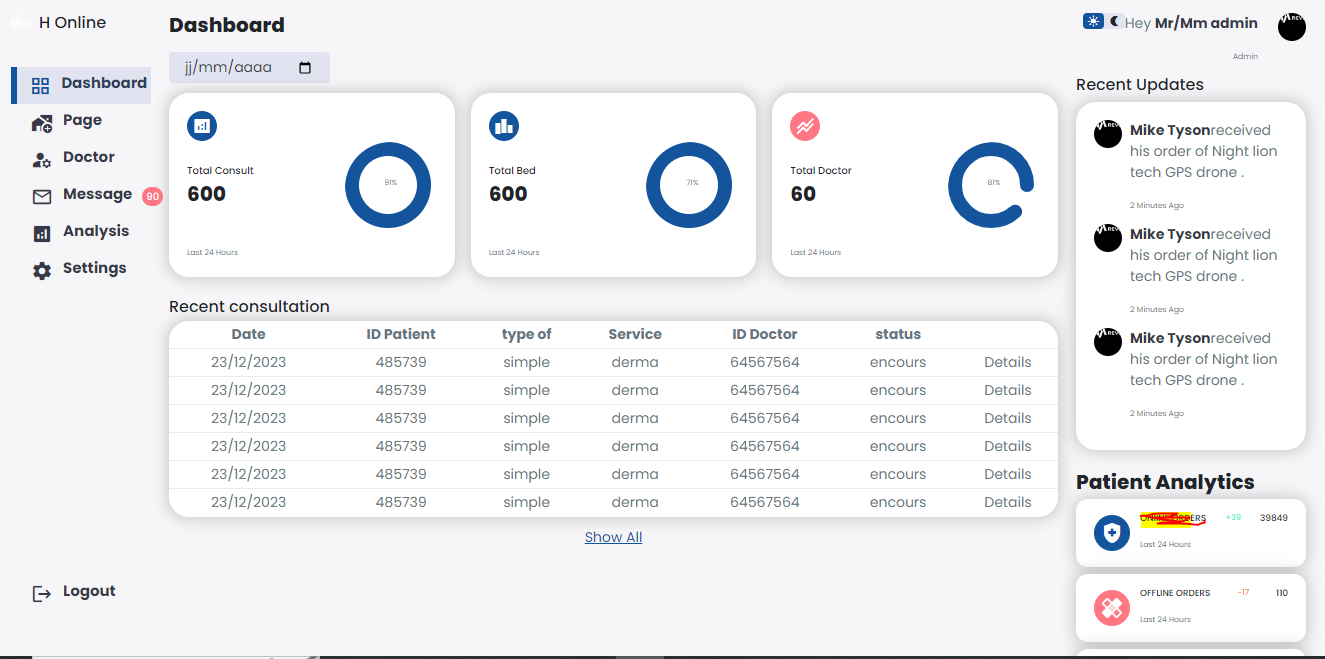 H Online
Dashboard
Page
Doctor
Message 90
Analysis
Settings
Logout
Dashboard
jj/mm/aaaa
Total Consult
600
91%
Last 24 Hours
Total Bed
600
71%
Last 24 Hours
Total Doctor
60
81%
Last 24 Hours
Recent consultation
Date ID Patient type of Service ID Doctor status
23/12/2023 485739 simple derma 64567564 encours Details
23/12/2023 485739 simple derma 64567564 encours Details
23/12/2023 485739 simple derma 64567564 encours Details
23/12/2023 485739 simple derma 64567564 encours Details
23/12/2023 485739 simple derma 64567564 encours Details
23/12/2023 485739 simple derma 64567564 encours Details
Show All
Hey Mr/Mm admin
Admin
Recent Updates
Mike Tysonreceived
his order of Night lion
tech GPS drone .
2 Minutes Ago
Mike Tysonreceived
his order of Night lion
tech GPS drone .
2 Minutes Ago
Mike Tysonreceived
his order of Night lion
tech GPS drone .
2 Minutes Ago
Patient Analytics
ONLINE ORDERS +39 39849
Last 24 Hours
OFFLINE ORDERS -17 110
Last 24 Hours